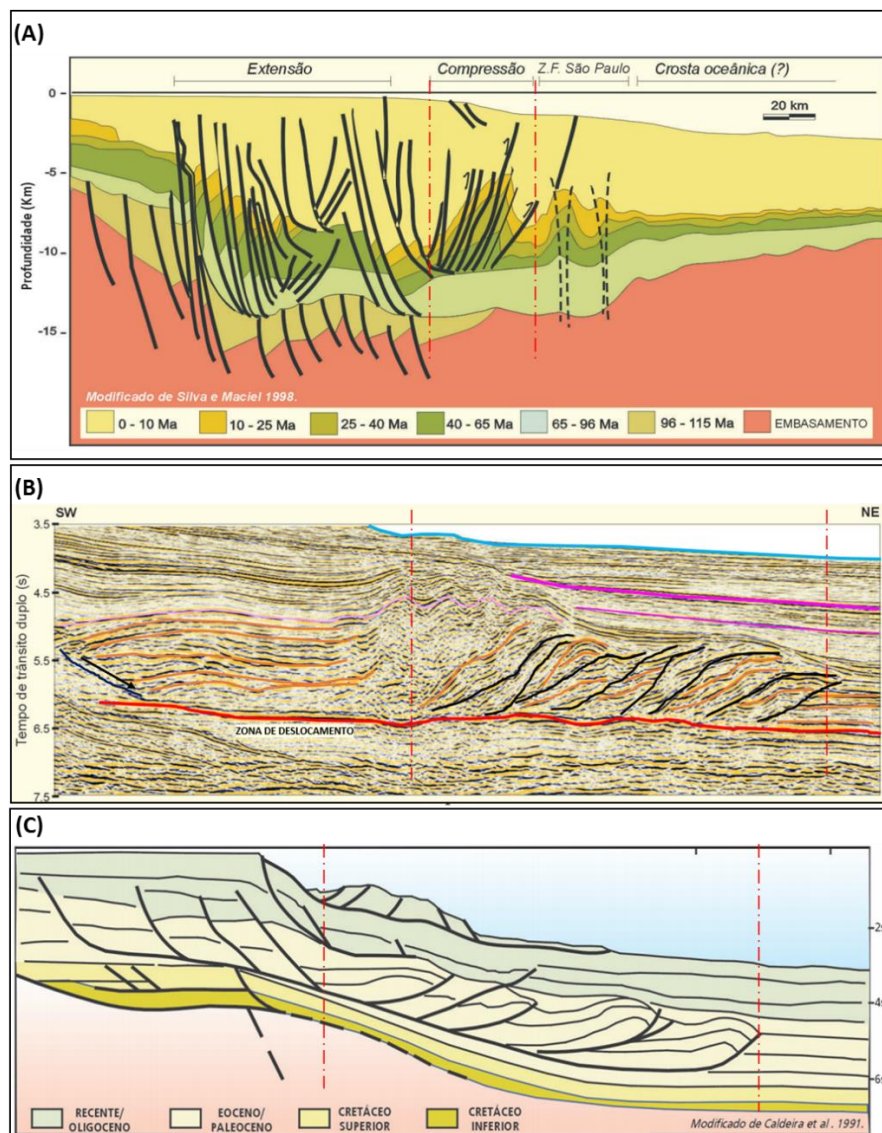 (A)
Extensão Compressão Z.F. São Paulo Crosta oceânica (?)
0
20 km
-5
-10
-15
Profundidade (Km)
Modificado de Silva e Maciel 1998.
0 - 10 Ma 10 - 25 Ma 25 - 40 Ma 40 - 65 Ma 65 - 96 Ma 96 - 115 Ma EMBASAMENTO
(B)
SW NE
3.5
4.5
5.5
6.5
7.5
Tempo de trânsito duplo (s)
ZONA DE DESLOCAMENTO
(C)
2s
4s
6s
RECENTE/
OLIGOCENO
EOCENO/
PALEOCENO
CRETÁCEO
SUPERIOR
CRETÁCEO
INFERIOR
Modificado de Caldeira et al . 1991.